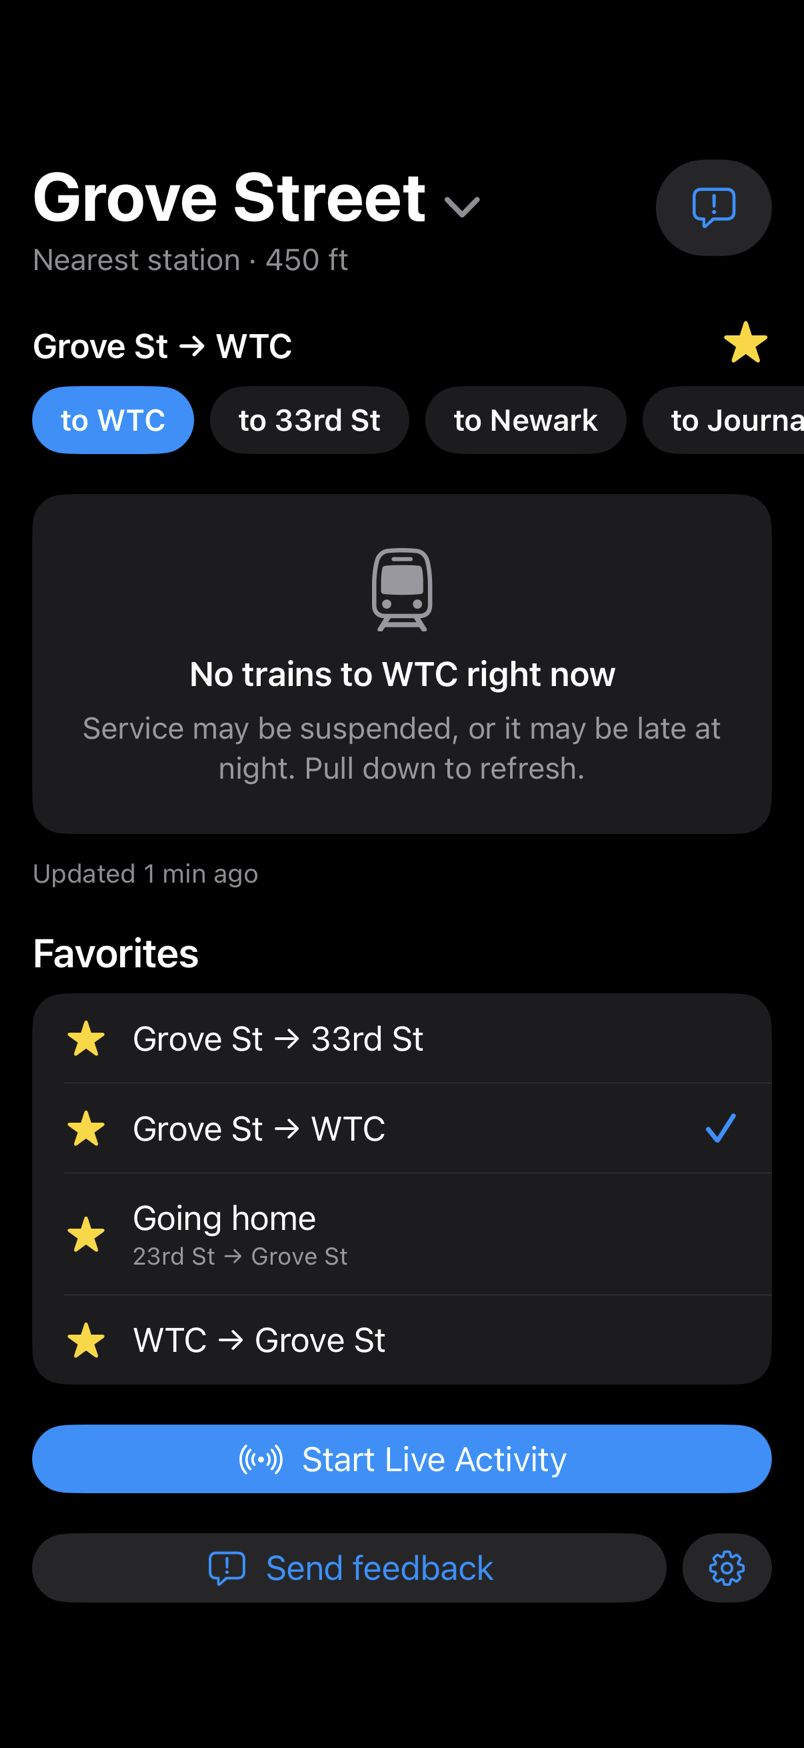 Grove Street
Nearest station · 450 ft
Grove St → WTC
to WTC
to 33rd St
to Newark
to Journa
No trains to WTC right now
Service may be suspended, or it may be late at
night. Pull down to refresh.
Updated 1 min ago
Favorites
Grove St → 33rd St
Grove St → WTC
Going home
23rd St → Grove St
WTC → Grove St
Start Live Activity
Send feedback